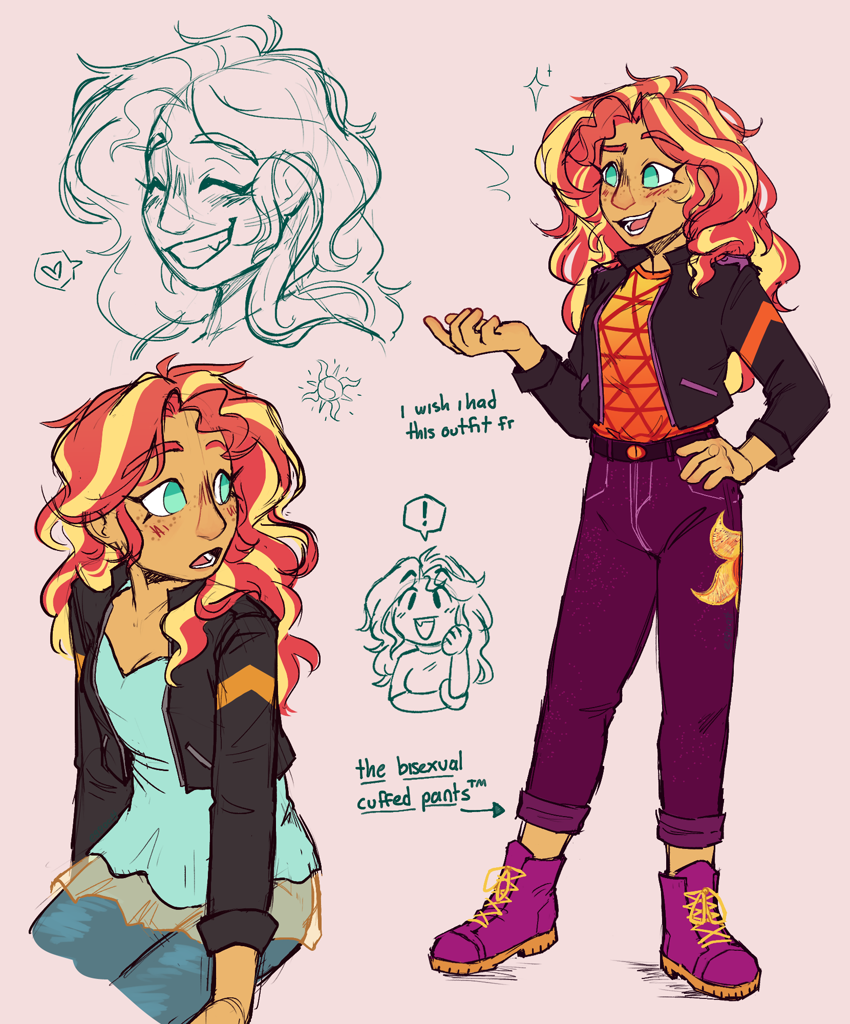 i wish i had
this outfit fr
!
the bisexual
cuffed pants™